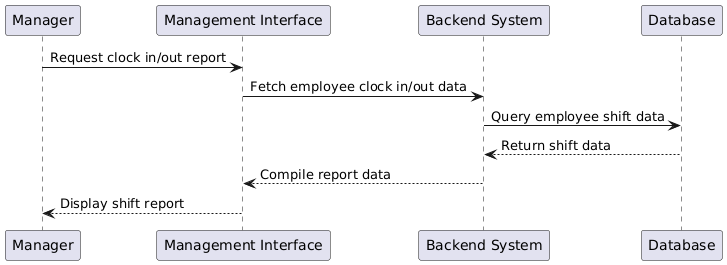 Manager Management Interface Backend System Database
Request clock in/out report
Fetch employee clock in/out data
Query employee shift data
Return shift data
Compile report data
Display shift report
Manager Management Interface Backend System Database